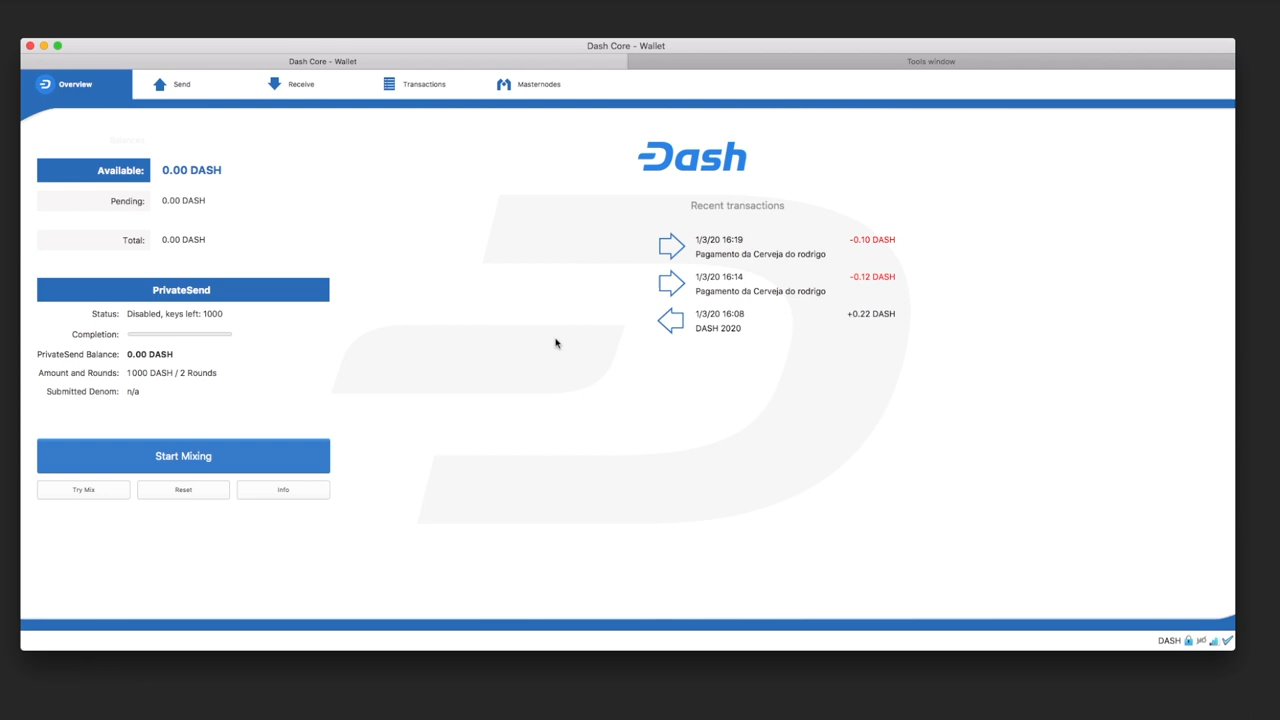 Dash Core - Wallet
Dash Core - Wallet
Tools window
Overview
Send
Receive
Transactions
Masternodes
Balances
Available: 0.00 DASH
Pending: 0.00 DASH
Total: 0.00 DASH
PrivateSend
Status: Disabled, keys left: 1000
Completion:
PrivateSend Balance: 0.00 DASH
Amount and Rounds: 1000 DASH / 2 Rounds
Submitted Denom: n/a
Start Mixing
Try Mix
Reset
Info
Dash
Recent transactions
1/3/20 16:19 -0.10 DASH
Pagamento da Cerveja do rodrigo
1/3/20 16:14 -0.12 DASH
Pagamento da Cerveja do rodrigo
1/3/20 16:08 +0.22 DASH
DASH 2020
DASH